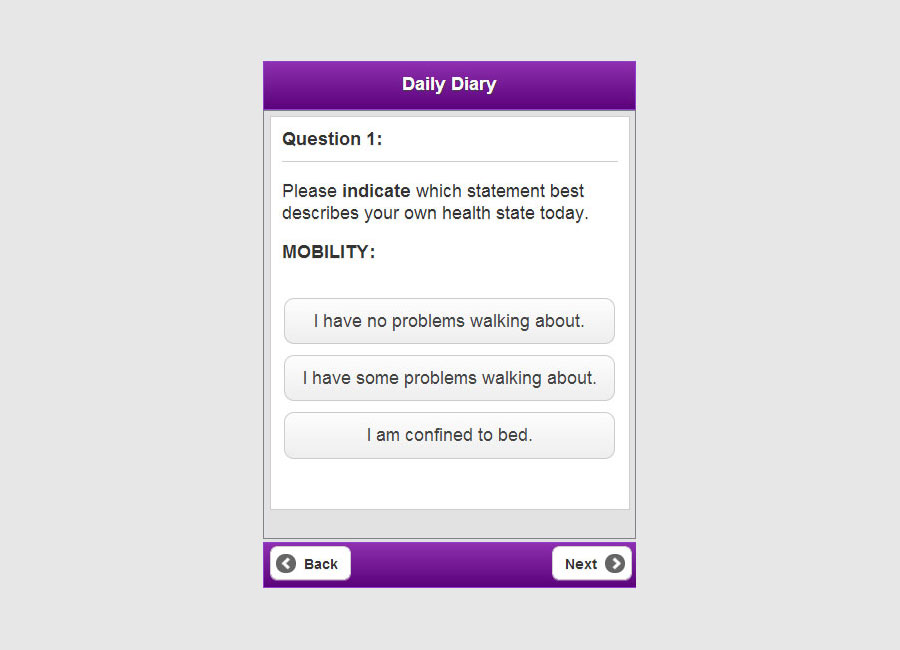 Daily Diary
Question 1:
Please indicate which statement best
describes your own health state today.
MOBILITY:
I have no problems walking about.
I have some problems walking about.
I am confined to bed.
Back
Next